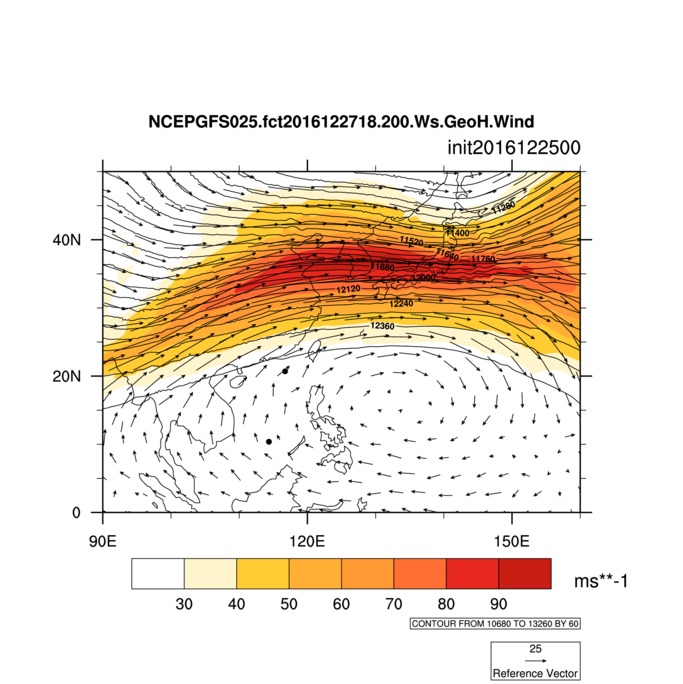 NCEPGFS025.fct2016122718.200.Ws.GeoH.Wind
init2016122500
11280
11400
11520
11640
11760
11880
12000
12120
12240
12360
40N
20N
0
90E 120E 150E
30 40 50 60 70 80 90
ms**-1
CONTOUR FROM 10680 TO 13260 BY 60
25
Reference Vector